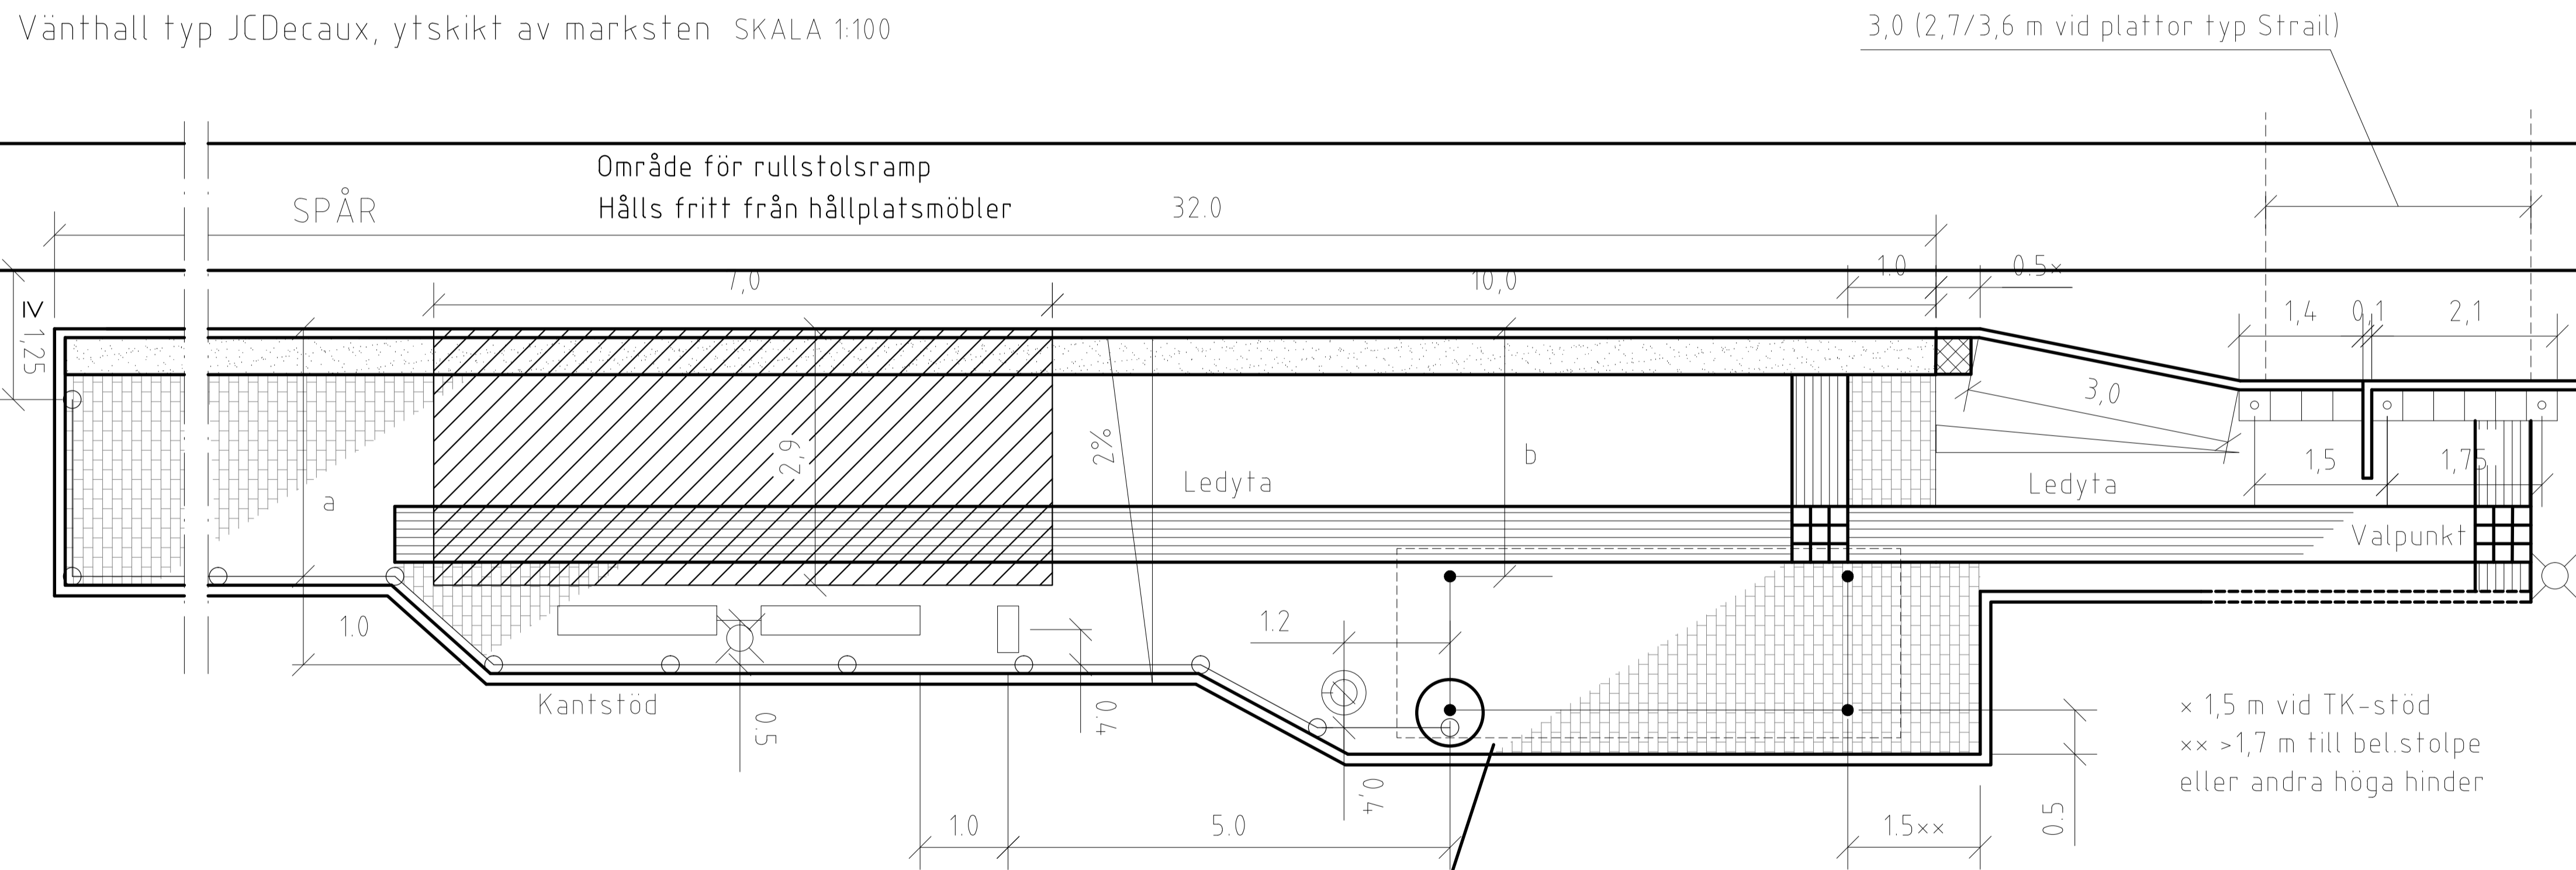 Vänthall typ JCDecaux, ytskikt av marksten SKALA 1:100
3,0 (2,7/3,6 m vid plattor typ Strail)
Område för rullstolsramp
Hålls fritt från hållplatsmöbler
SPÅR
32.0
7,0
10,0
1.0
0.5×
≥ 1,25
1,4
0,1
2,1
3,0
2,9
2%
b
a
Ledyta
Ledyta
1,5
1,75
Valpunkt
1.0
1.2
Kantstöd
0.5
0.4
0,4
× 1,5 m vid TK-stöd
×× >1,7 m till bel.stolpe
eller andra höga hinder
1.0
5.0
1.5××
0.5